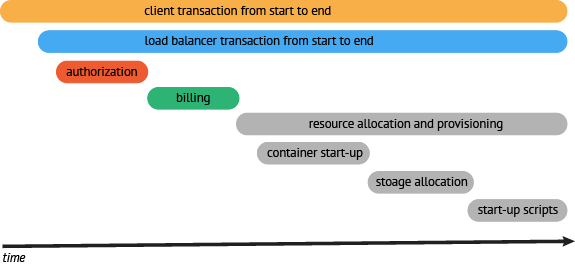 client transaction from start to end
load balancer transaction from start to end
authorization
billing
resource allocation and provisioning
container start-up
stoage allocation
start-up scripts
time